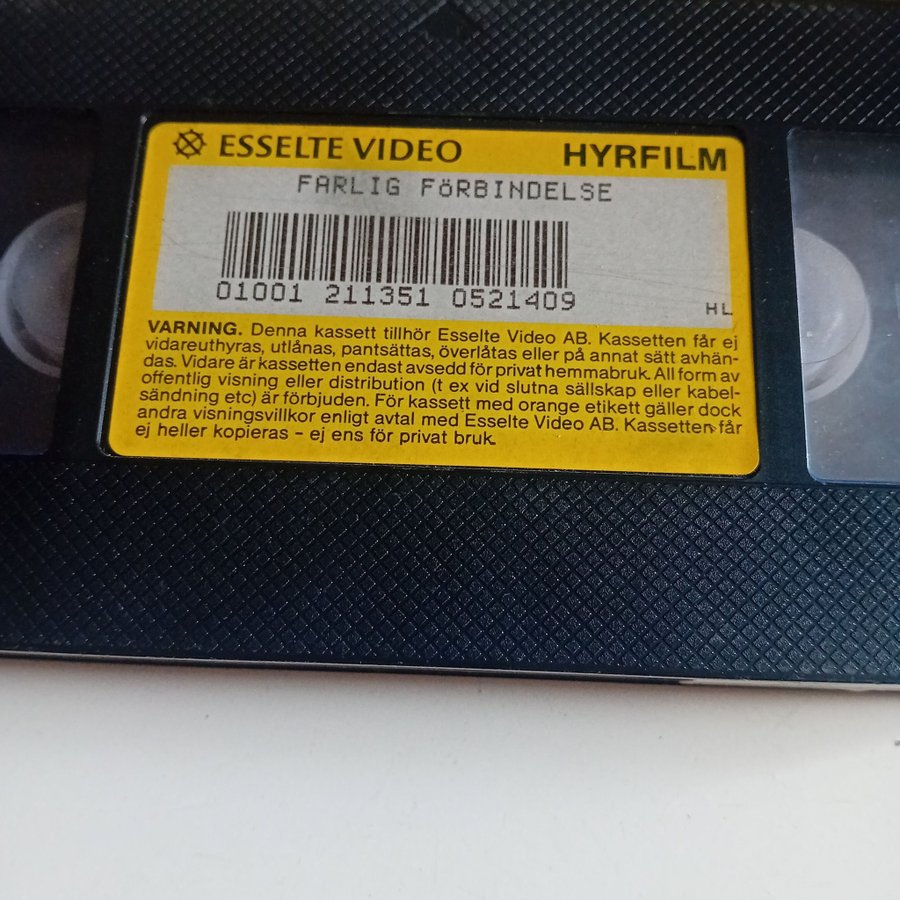 ESSELTE VIDEO HYRFILM
FARLIG FÖRBINDELSE
01001 211351 0521409
HL
VARNING. Denna kassett tillhör Esselte Video AB. Kassetten får ej
vidareuthyras, utlånas, pantsättas, överlåtas eller på annat sätt avhän-
das. Vidare är kassetten endast avsedd för privat hemmabruk. All form av
offentlig visning eller distribution (t ex vid slutna sällskap eller kabel-
sändning etc) är förbjuden. För kassett med orange etikett gäller dock
andra visningsvillkor enligt avtal med Esselte Video AB. Kassetten får
ej heller kopieras – ej ens för privat bruk.